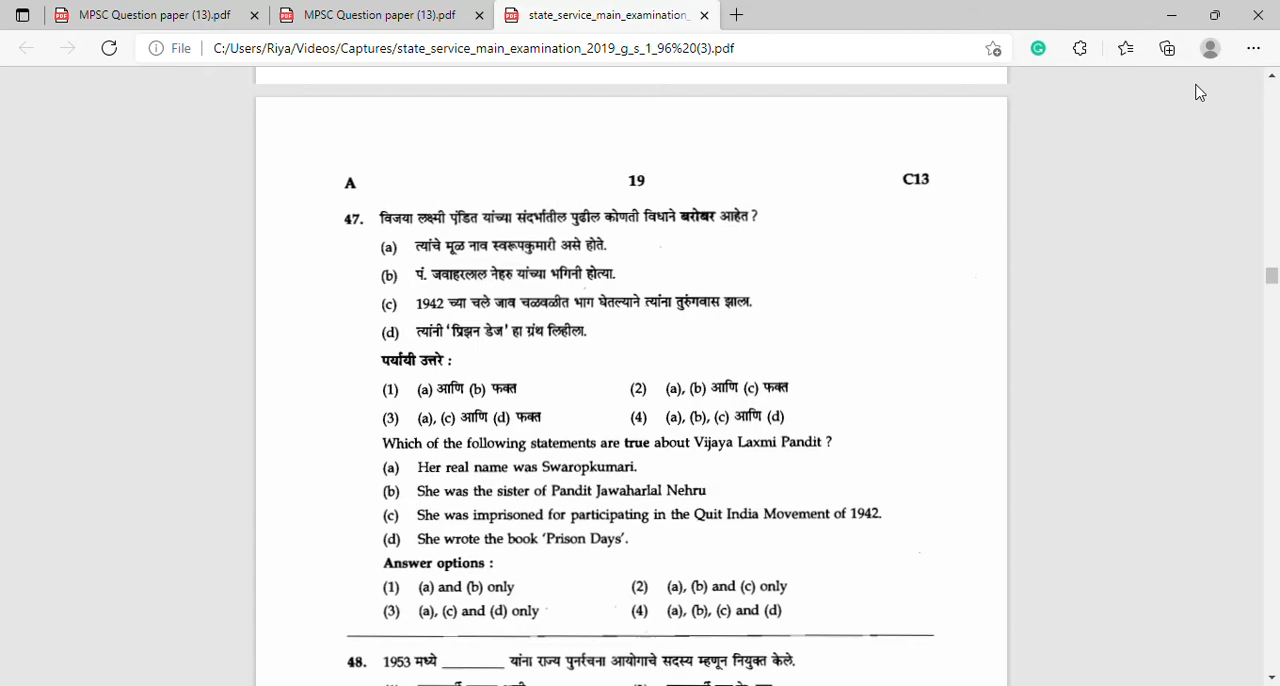 MPSC Question paper (13).pdf MPSC Question paper (13).pdf state_service_main_examination_
File C:/Users/Riya/Videos/Captures/state_service_main_examination_2019_g_s_1_96%20(3).pdf
A 19 C13
47. विजया लक्ष्मी पंडित यांच्या संदर्भातील पुढील कोणती विधाने बरोबर आहेत ?
(a) त्यांचे मूळ नाव स्वरूपकुमारी असे होते.
(b) पं. जवाहरलाल नेहरु यांच्या भगिनी होत्या.
(c) 1942 च्या चले जाव चळवळीत भाग घेतल्याने त्यांना तुरुंगवास झाला.
(d) त्यांनी ‘प्रिझन डेज’ हा ग्रंथ लिहीला.
पर्यायी उत्तरे :
(1) (a) आणि (b) फक्त (2) (a), (b) आणि (c) फक्त
(3) (a), (c) आणि (d) फक्त (4) (a), (b), (c) आणि (d)
Which of the following statements are true about Vijaya Laxmi Pandit ?
(a) Her real name was Swaropkumari.
(b) She was the sister of Pandit Jawaharlal Nehru
(c) She was imprisoned for participating in the Quit India Movement of 1942.
(d) She wrote the book ‘Prison Days’.
Answer options :
(1) (a) and (b) only (2) (a), (b) and (c) only
(3) (a), (c) and (d) only (4) (a), (b), (c) and (d)
48. 1953 मध्ये ________ यांना राज्य पुनर्रचना आयोगाचे सदस्य म्हणून नियुक्त केले.